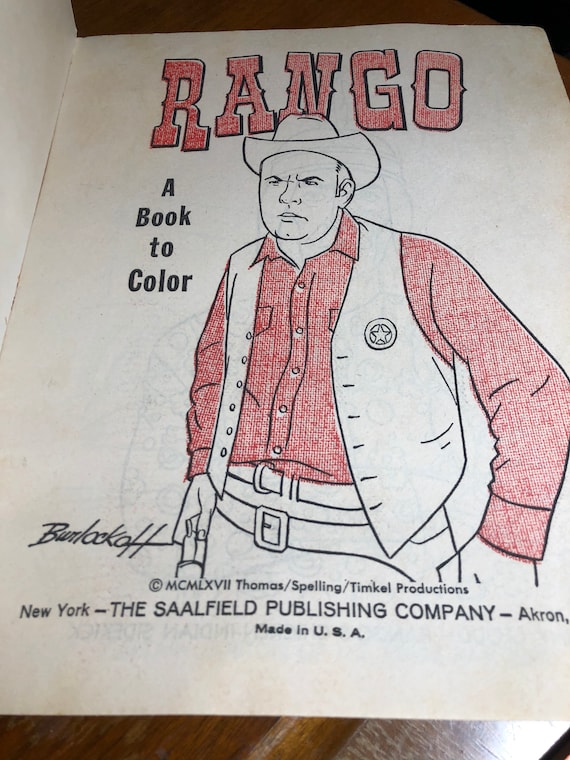 RANGO
A
Book
to
Color
Burlockoff
© MCMLXVII Thomas/Spelling/Timkel Productions
New York – THE SAALFIELD PUBLISHING COMPANY – Akron,
Made in U. S. A.